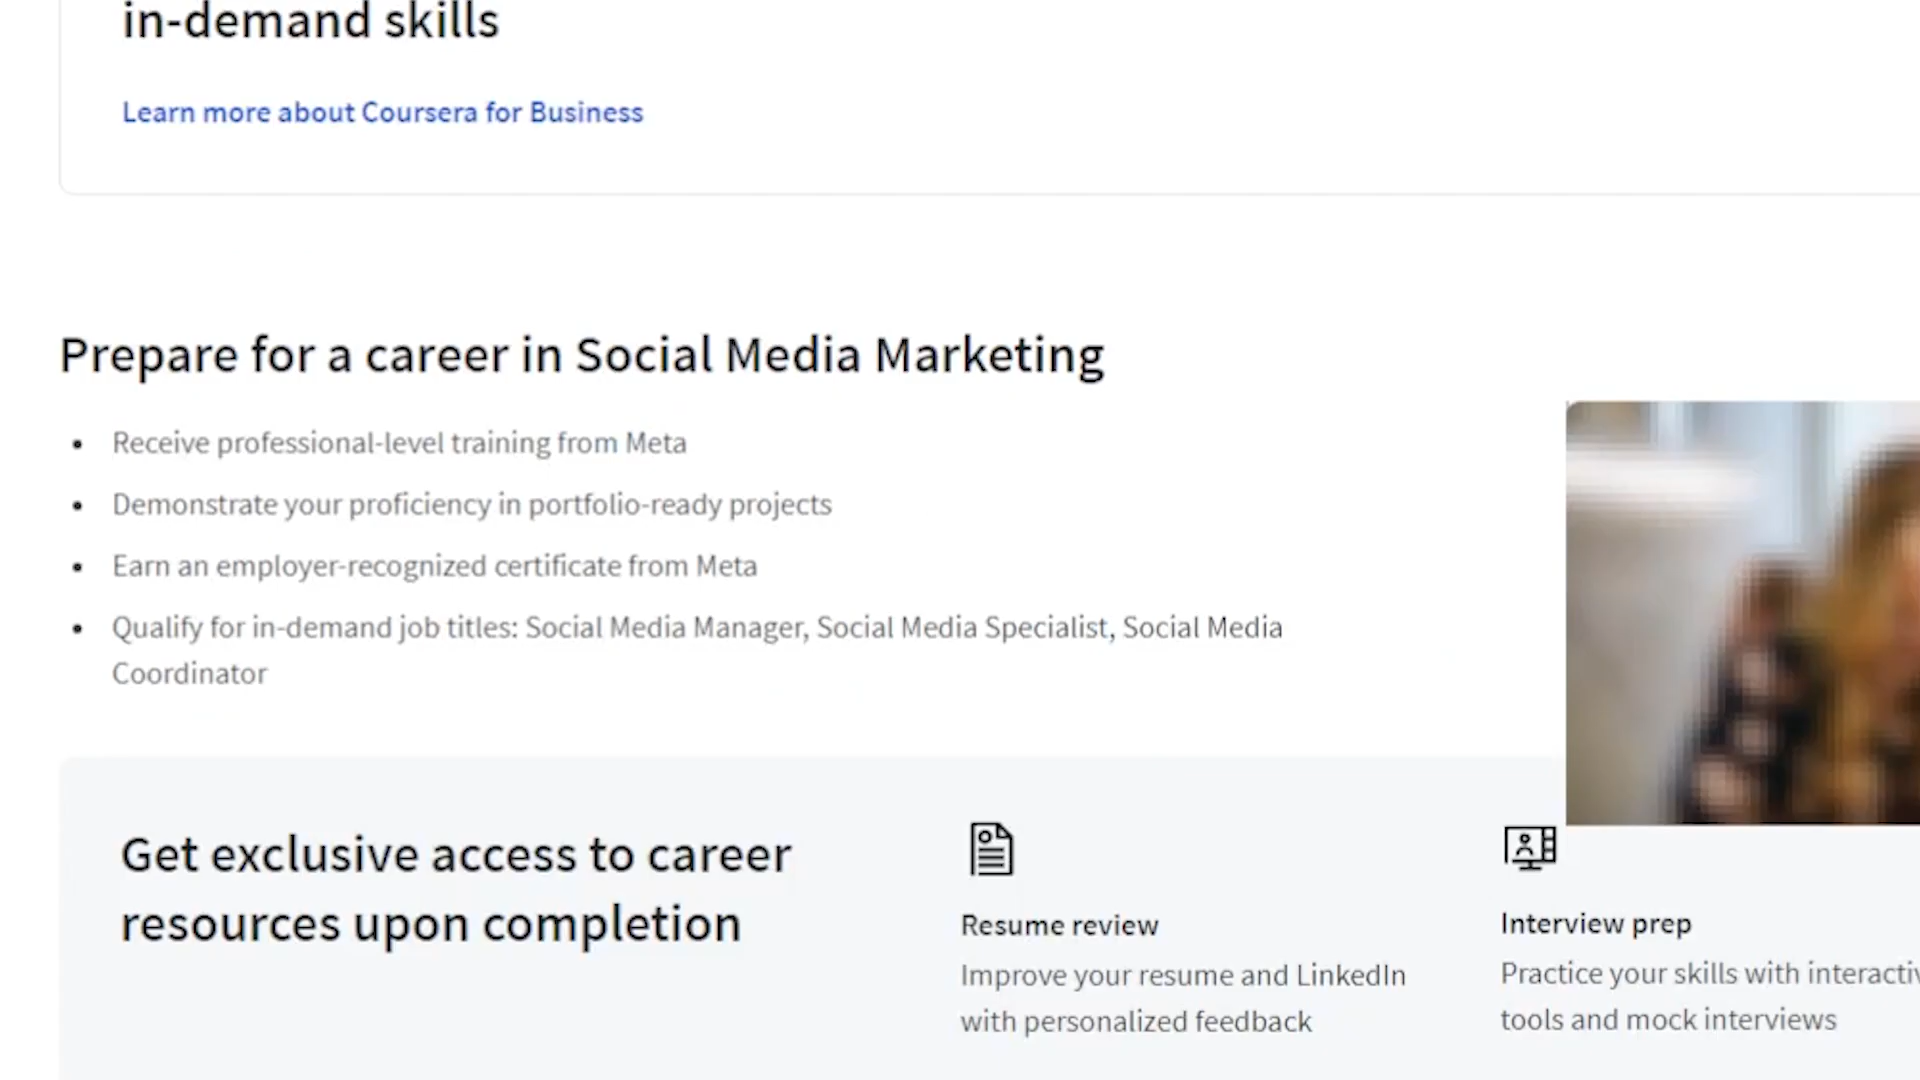 in-demand skills
Learn more about Coursera for Business
Prepare for a career in Social Media Marketing
Receive professional-level training from Meta
Demonstrate your proficiency in portfolio-ready projects
Earn an employer-recognized certificate from Meta
Qualify for in-demand job titles: Social Media Manager, Social Media Specialist, Social Media
Coordinator
Get exclusive access to career
resources upon completion
Resume review
Improve your resume and LinkedIn
with personalized feedback
Interview prep
Practice your skills with
tools and mock interviews